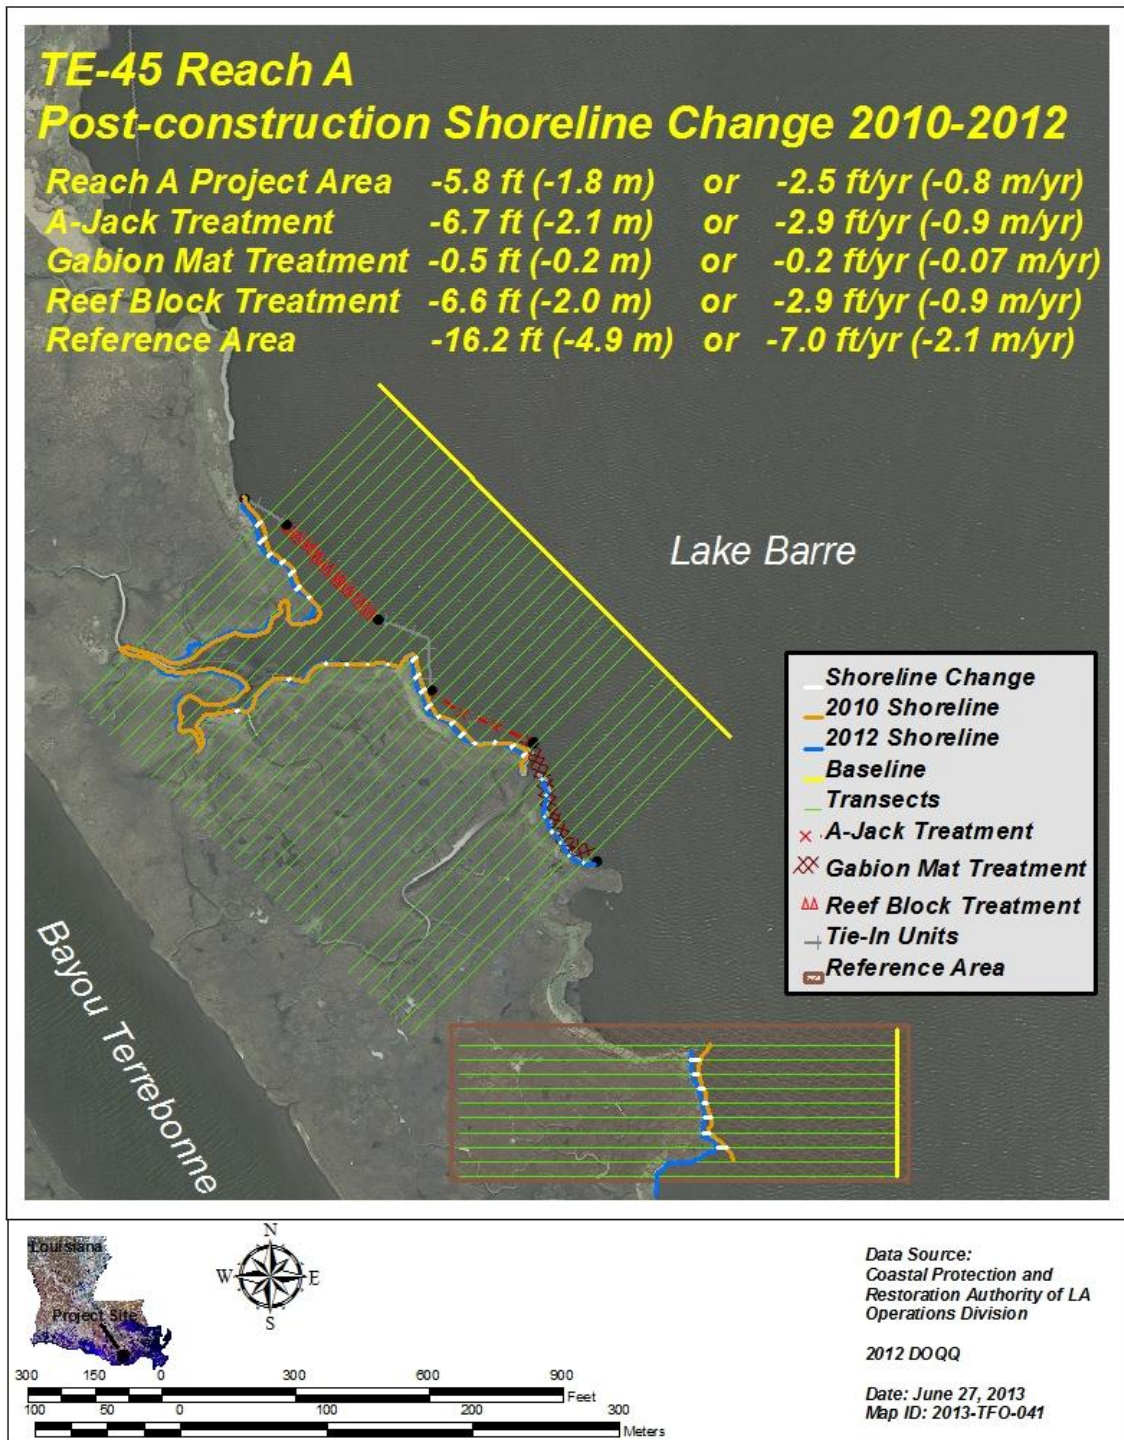 TE-45 Reach A
Post-construction Shoreline Change 2010-2012
Reach A Project Area -5.8 ft (-1.8 m) or -2.5 ft/yr (-0.8 m/yr)
A-Jack Treatment -6.7 ft (-2.1 m) or -2.9 ft/yr (-0.9 m/yr)
Gabion Mat Treatment -0.5 ft (-0.2 m) or -0.2 ft/yr (-0.07 m/yr)
Reef Block Treatment -6.6 ft (-2.0 m) or -2.9 ft/yr (-0.9 m/yr)
Reference Area -16.2 ft (-4.9 m) or -7.0 ft/yr (-2.1 m/yr)
Lake Barre
Shoreline Change
2010 Shoreline
2012 Shoreline
Baseline
Transects
A-Jack Treatment
Gabion Mat Treatment
Reef Block Treatment
Tie-In Units
Reference Area
Bayou Terrebonne
Louisiana
Project Site
N
W E
S
300 150 0 300 600 900
Feet
100 50 0 100 200 300
Meters
Data Source:
Coastal Protection and
Restoration Authority of LA
Operations Division
2012 DOQQ
Date: June 27, 2013
Map ID: 2013-TFO-041